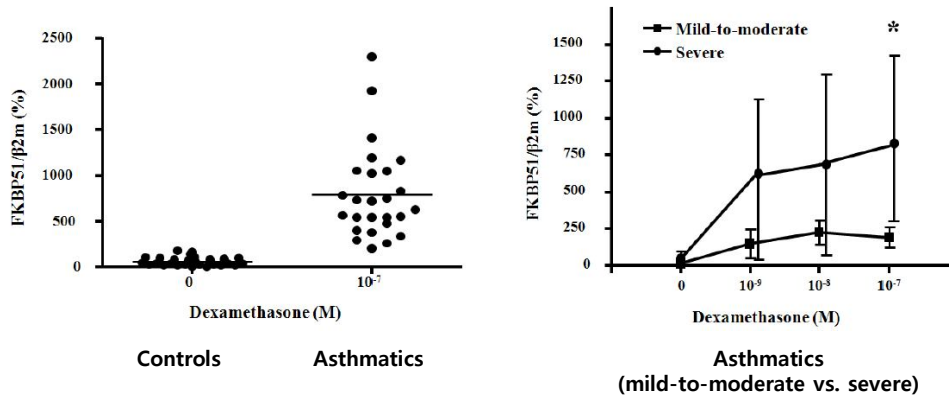 2500
2000
1500
1000
500
0
FKBP51/β2m (%)
0
10-7
Dexamethasone (M)
Controls
Asthmatics
Mild-to-moderate
Severe
*
1500
1250
1000
750
500
250
0
FKBP51/β2m (%)
0
10-9
10-8
10-7
Dexamethasone (M)
Asthmatics
(mild-to-moderate vs. severe)